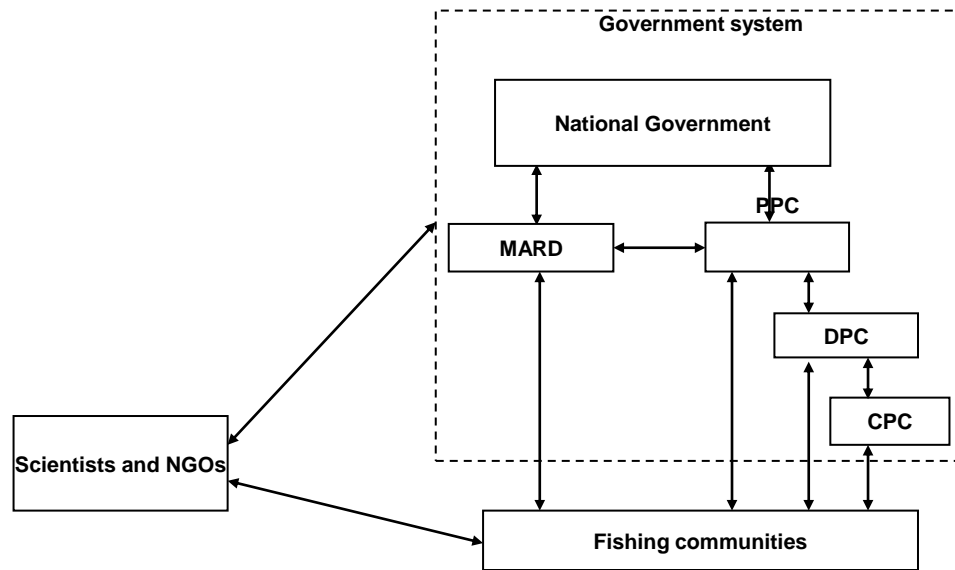 Government system
National Government
PPC
MARD
DPC
CPC
Scientists and NGOs
Fishing communities